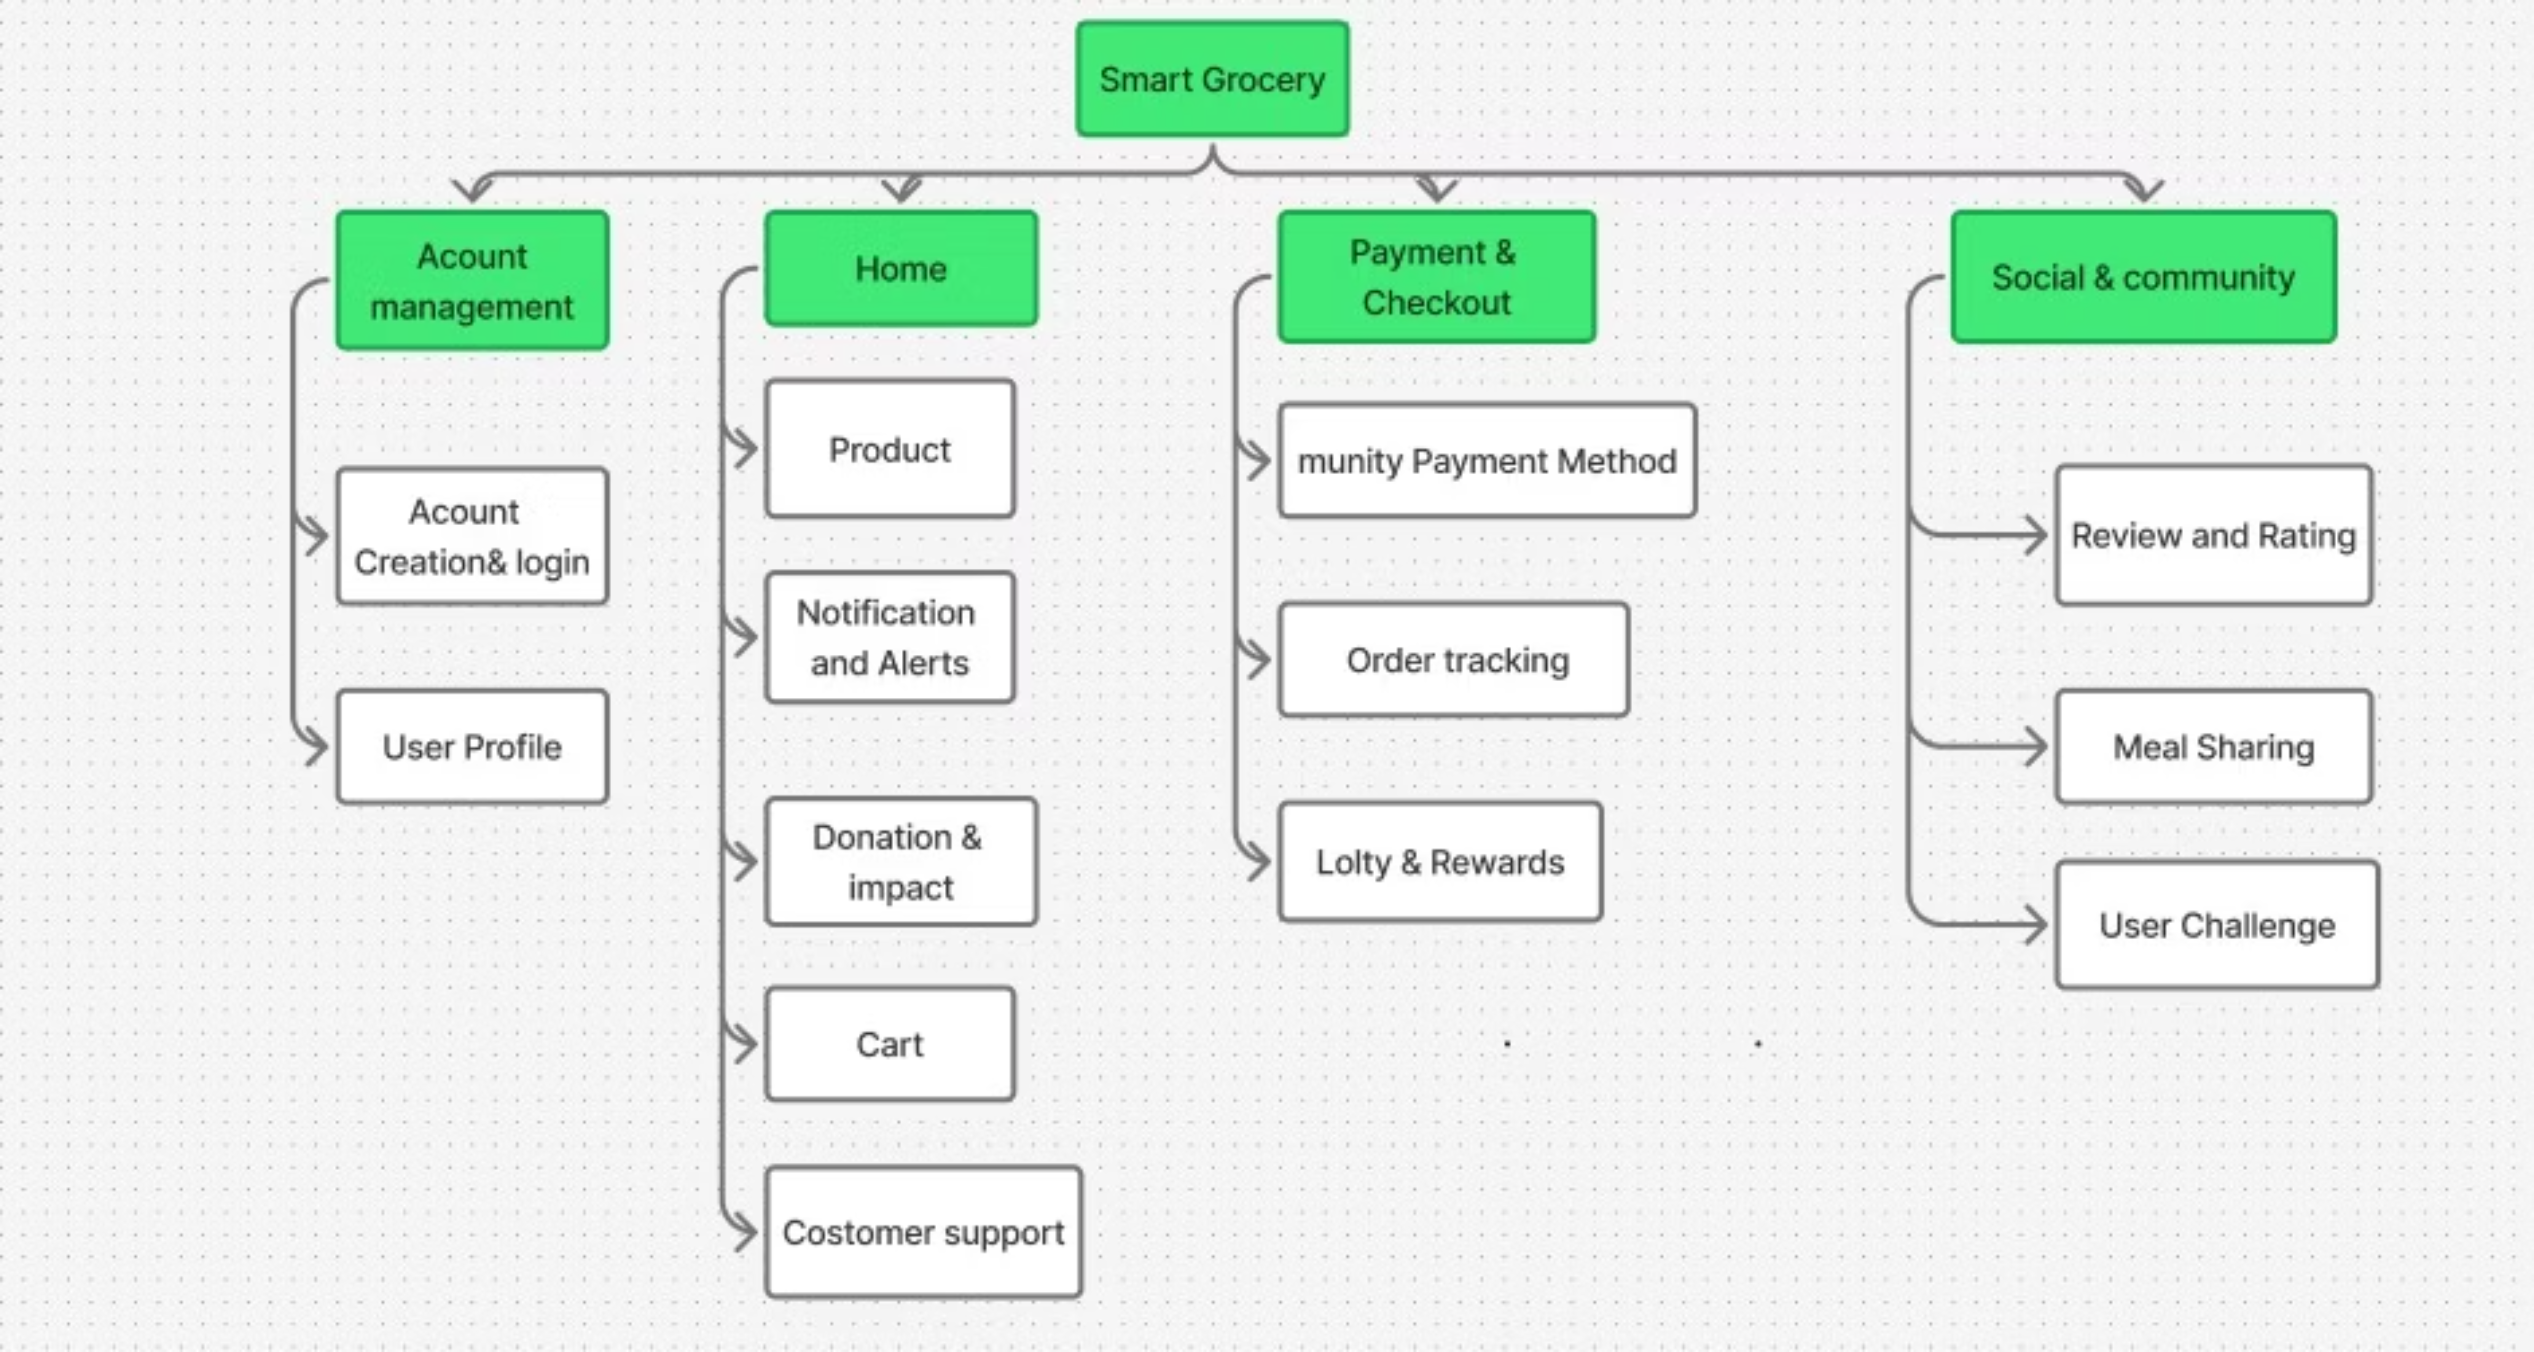 Smart Grocery
Acount
management
Acount
Creation& login
User Profile
Home
Product
Notification
and Alerts
Donation &
impact
Cart
Costomer support
Payment &
Checkout
munity Payment Method
Order tracking
Lolty & Rewards
Social & community
Review and Rating
Meal Sharing
User Challenge